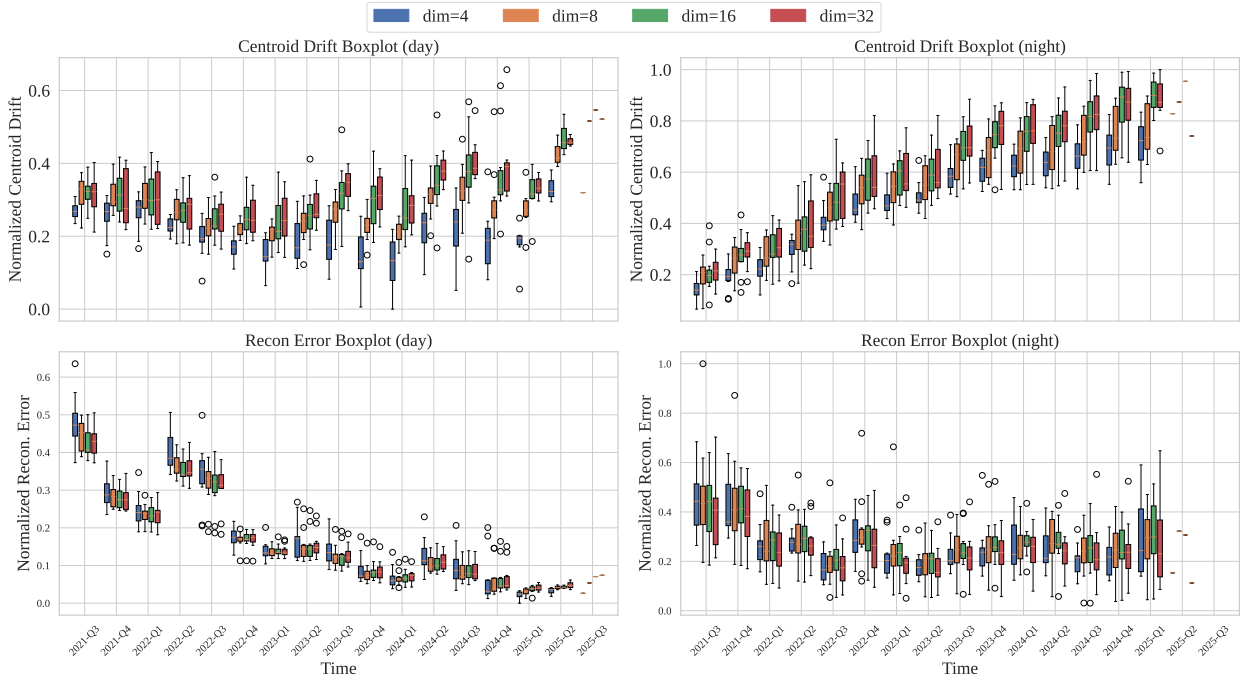 dim=4 dim=8 dim=16 dim=32
Centroid Drift Boxplot (day)
Normalized Centroid Drift
0.6
0.4
0.2
0.0
Centroid Drift Boxplot (night)
Normalized Centroid Drift
1.0
0.8
0.6
0.4
0.2
Recon Error Boxplot (day)
Normalized Recon. Error
0.6
0.5
0.4
0.3
0.2
0.1
0.0
2021-Q3 2021-Q4 2022-Q1 2022-Q2 2022-Q3 2022-Q4 2023-Q1 2023-Q2 2023-Q3 2023-Q4 2024-Q1 2024-Q2 2024-Q3 2024-Q4 2025-Q1 2025-Q2 2025-Q3
Time
Recon Error Boxplot (night)
Normalized Recon. Error
1.0
0.8
0.6
0.4
0.2
0.0
2021-Q3 2021-Q4 2022-Q1 2022-Q2 2022-Q3 2022-Q4 2023-Q1 2023-Q2 2023-Q3 2023-Q4 2024-Q1 2024-Q2 2024-Q3 2024-Q4 2025-Q1 2025-Q2 2025-Q3
Time